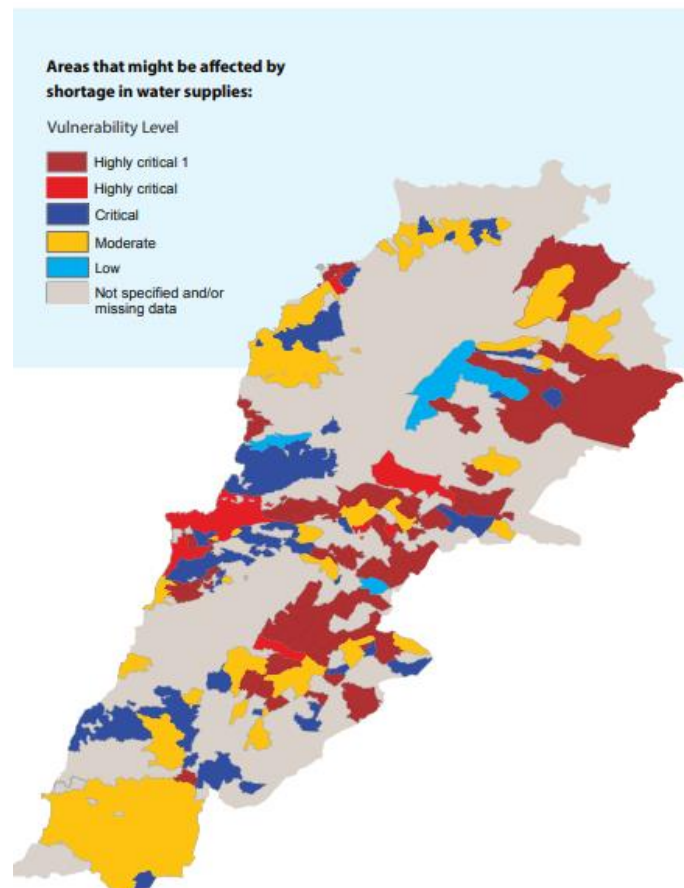 Areas that might be affected by
shortage in water supplies:
Vulnerability Level
Highly critical 1
Highly critical
Critical
Moderate
Low
Not specified and/or
missing data